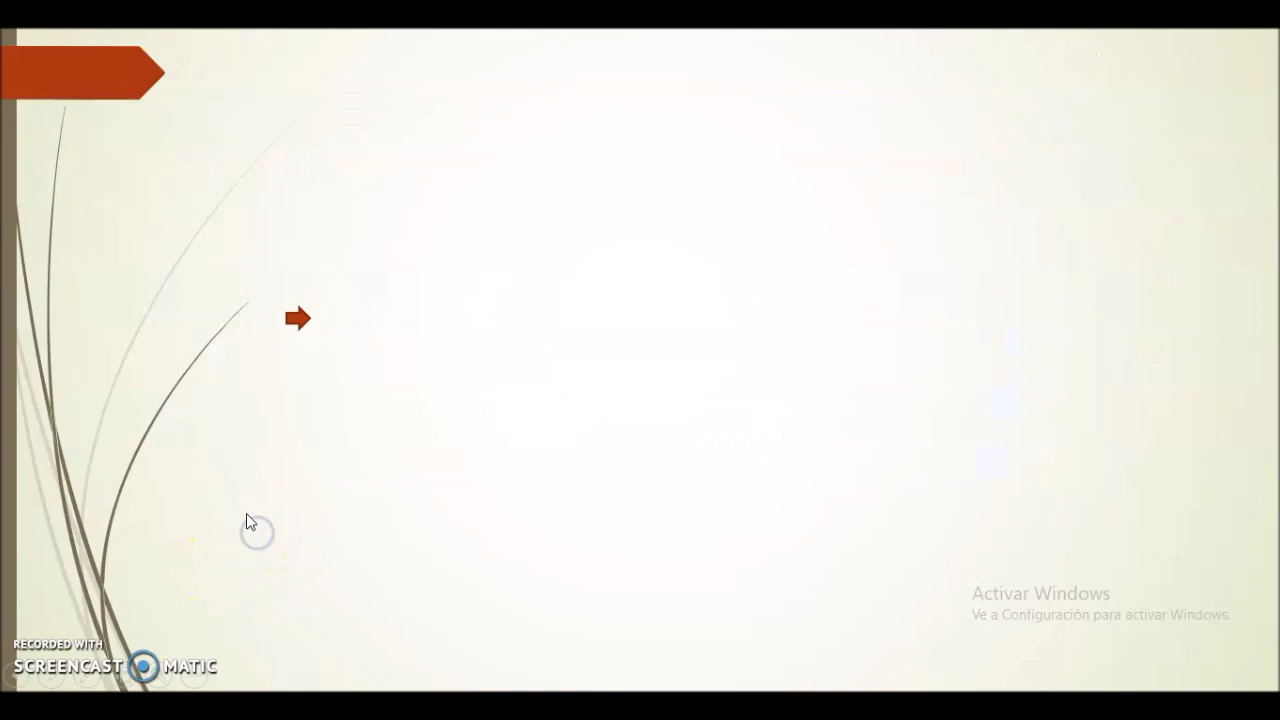 Activar Windows
Ve a Configuración para activar Windows.
RECORDED WITH
SCREENCAST MATIC